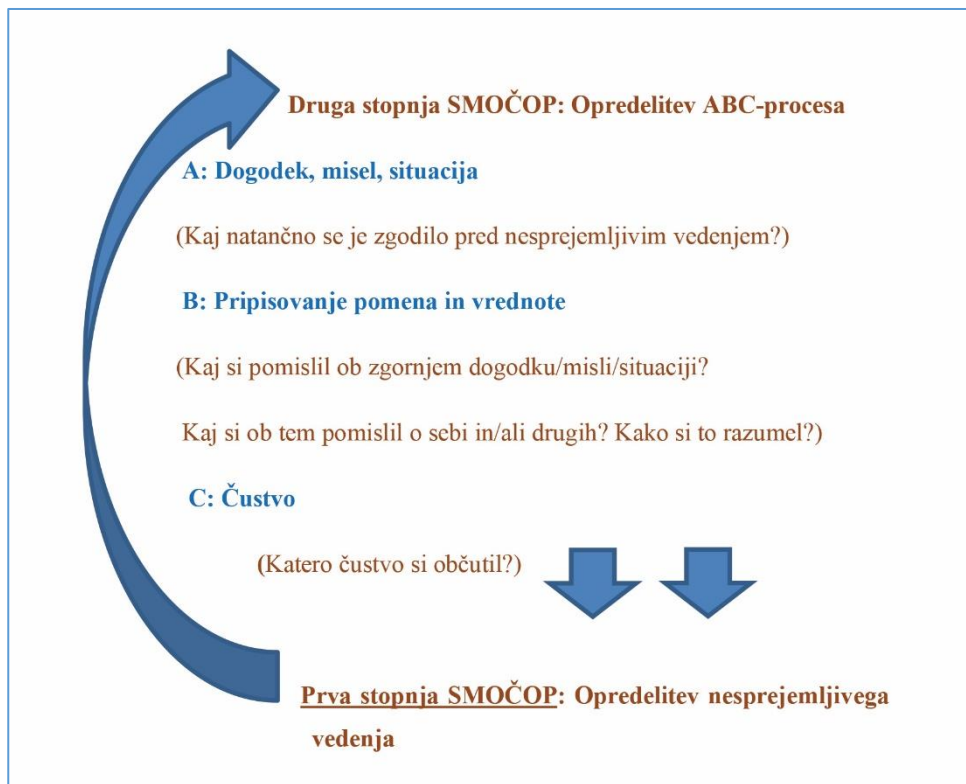 Druga stopnja SMOČOP: Opredelitev ABC-procesa
A: Dogodek, misel, situacija
(Kaj natančno se je zgodilo pred nesprejemljivim vedenjem?)
B: Pripisovanje pomena in vrednote
(Kaj si pomislil ob zgornjem dogodku/misli/situaciji?
Kaj si ob tem pomislil o sebi in/ali drugih? Kako si to razumel?)
C: Čustvo
(Katero čustvo si občutil?)
Prva stopnja SMOČOP: Opredelitev nesprejemljivega
vedenja